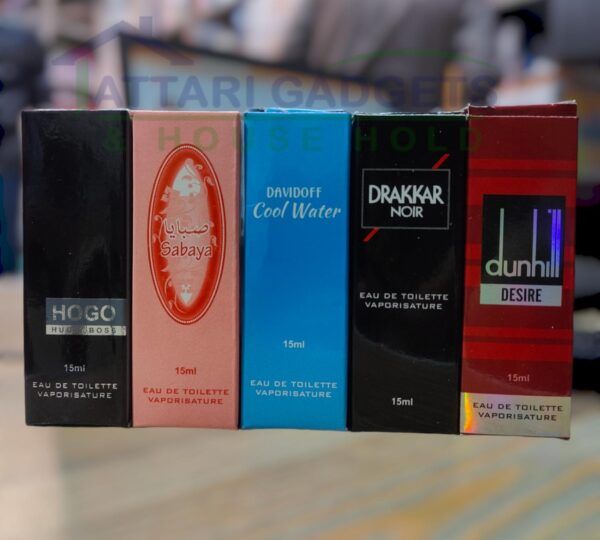 ATTARI GADGETS
& HOUSE HOLD
HOGO
HUGO BOSS
15ml
EAU DE TOILETTE
VAPORISATURE
صبايا
Sabaya
15ml
EAU DE TOILETTE
VAPORISATURE
DAVIDOFF
Cool Water
15ml
EAU DE TOILETTE
VAPORISATURE
DRAKKAR
NOIR
EAU DE TOILETTE
VAPORISATURE
15ml
dunhill
DESIRE
15ml
EAU DE TOILETTE
VAPORISATURE